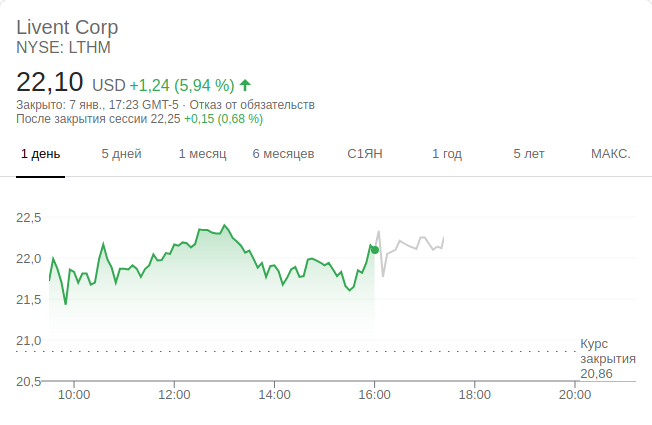 Livent Corp
NYSE: LTHM
22,10 USD +1,24 (5,94 %)
Закрыто: 7 янв., 17:23 GMT-5 · Отказ от обязательств
После закрытия сессии 22,25 +0,15 (0,68 %)
1 день 5 дней 1 месяц 6 месяцев С1ЯН 1 год 5 лет МАКС.
22,5
22,0
21,5
21,0
Курс
закрытия
20,86
20,5
10:00 12:00 14:00 16:00 18:00 20:00